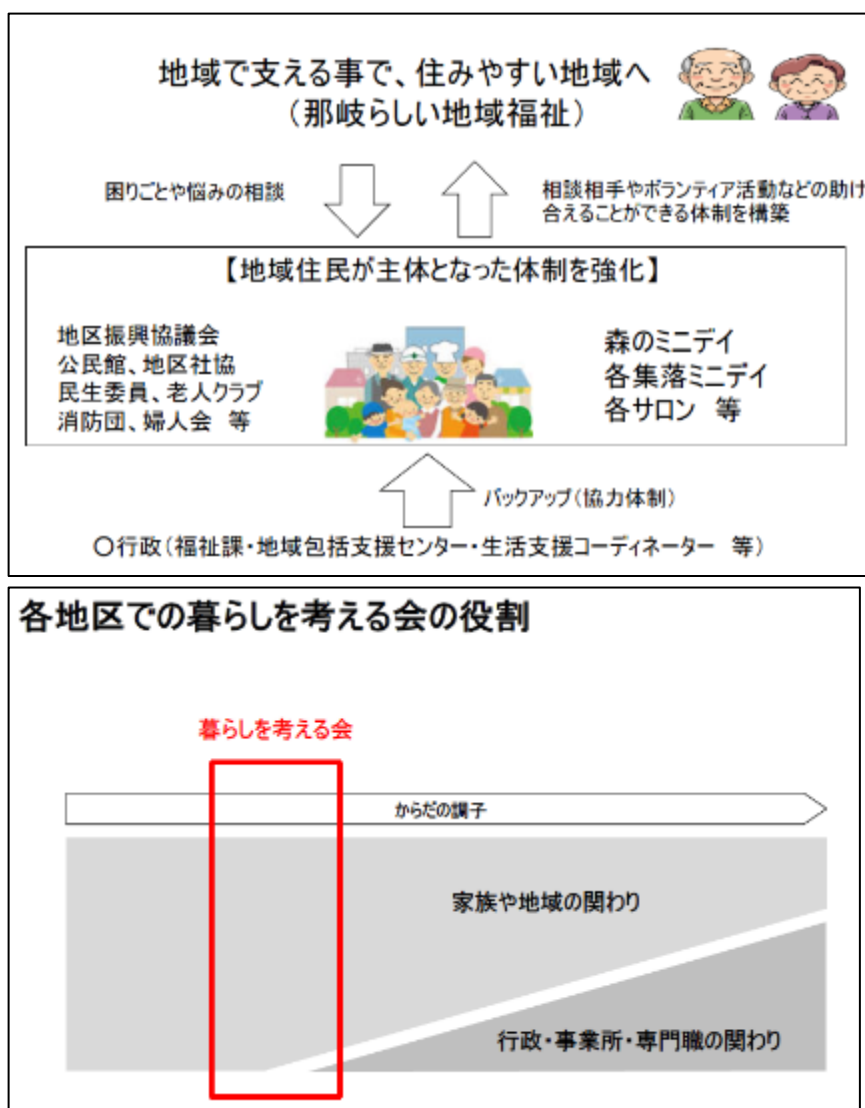 地域で支える事で、住みやすい地域へ
（那岐らしい地域福祉）
困りごとや悩みの相談
相談相手やボランティア活動などの助け
合えることができる体制を構築
【地域住民が主体となった体制を強化】
地区振興協議会
公民館、地区社協
民生委員、老人クラブ
消防団、婦人会 等
森のミニデイ
各集落ミニデイ
各サロン 等
バックアップ（協力体制）
〇行政（福祉課・地域包括支援センター・生活支援コーディネーター 等）
各地区での暮らしを考える会の役割
暮らしを考える会
からだの調子
家族や地域の関わり
行政・事業所・専門職の関わり